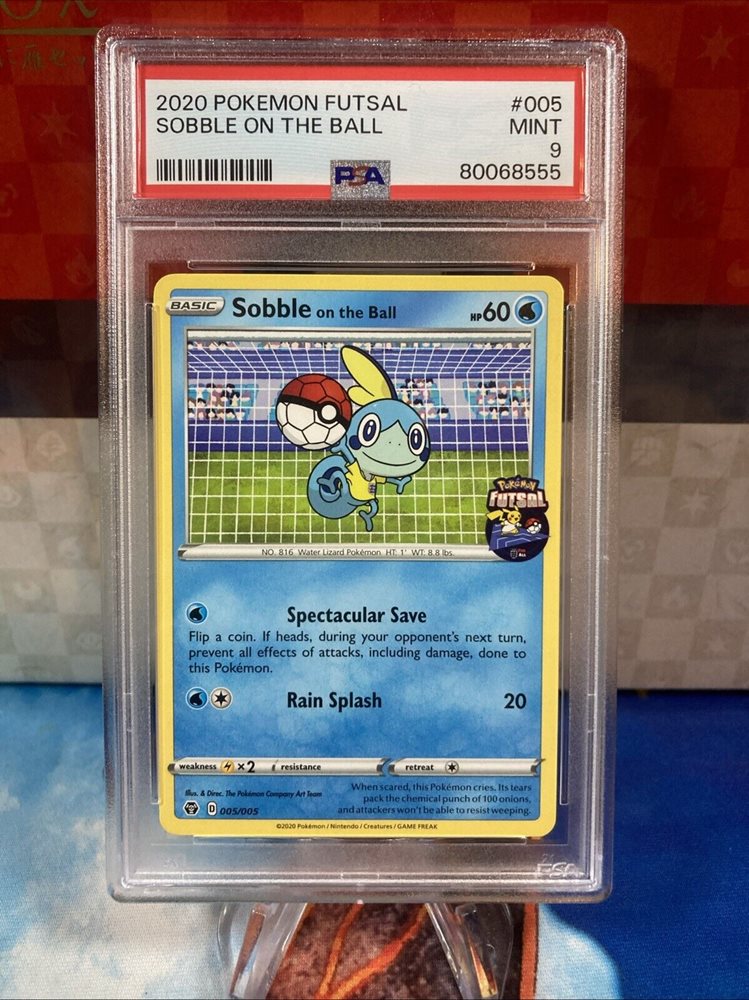 2020 POKEMON FUTSAL #005
SOBBLE ON THE BALL MINT
9
PSA 80068555
BASIC Sobble on the Ball HP60
POKÉMON
FUTSAL
NO. 816 Water Lizard Pokémon HT: 1' WT: 8.8 lbs.
Spectacular Save
Flip a coin. If heads, during your opponent's next turn,
prevent all effects of attacks, including damage, done to
this Pokémon.
Rain Splash 20
weakness ×2 resistance retreat
Illus. & Direc. The Pokémon Company Art Team
When scared, this Pokémon cries. Its tears
pack the chemical punch of 100 onions,
and attackers won't be able to resist weeping.
D 005/005
©2020 Pokémon / Nintendo / Creatures / GAME FREAK